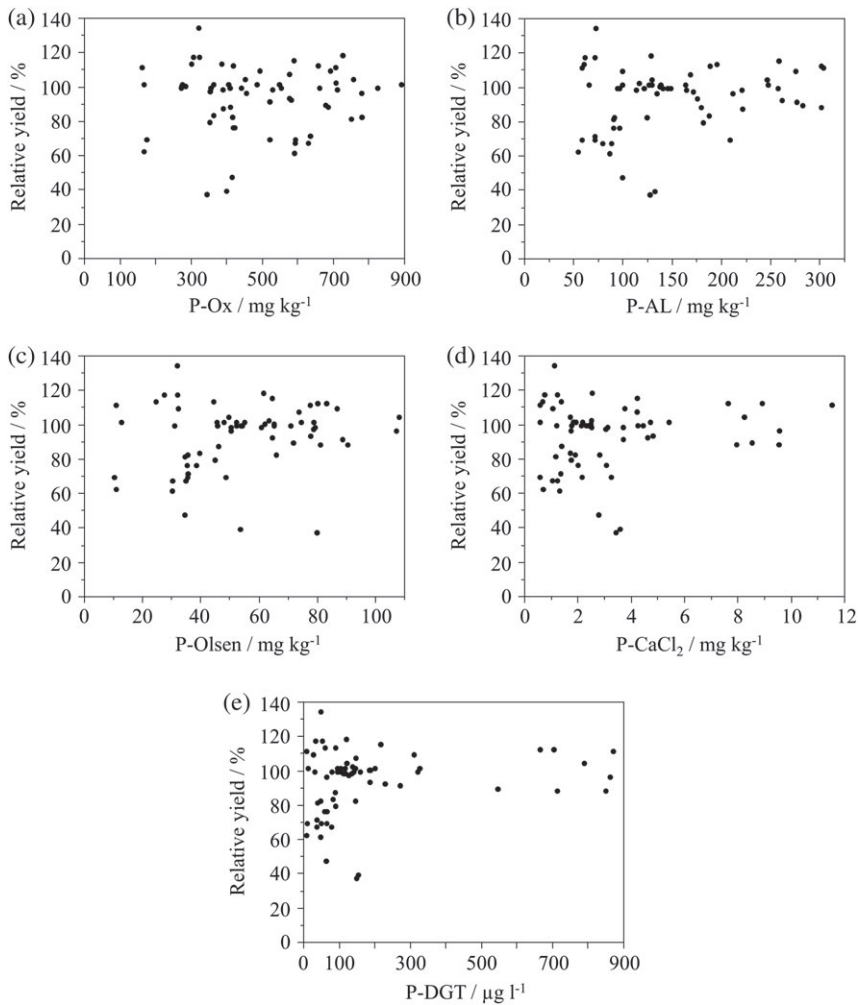 (a)
Relative yield / %
140
120
100
80
60
40
20
0
0 100 300 500 700 900
P-Ox / mg kg⁻¹
(b)
Relative yield / %
140
120
100
80
60
40
20
0
0 50 100 150 200 250 300
P-AL / mg kg⁻¹
(c)
Relative yield / %
140
120
100
80
60
40
20
0
0 20 40 60 80 100
P-Olsen / mg kg⁻¹
(d)
Relative yield / %
140
120
100
80
60
40
20
0
0 2 4 6 8 10 12
P-CaCl₂ / mg kg⁻¹
(e)
Relative yield / %
140
120
100
80
60
40
20
0
0 100 300 500 700 900
P-DGT / µg l⁻¹